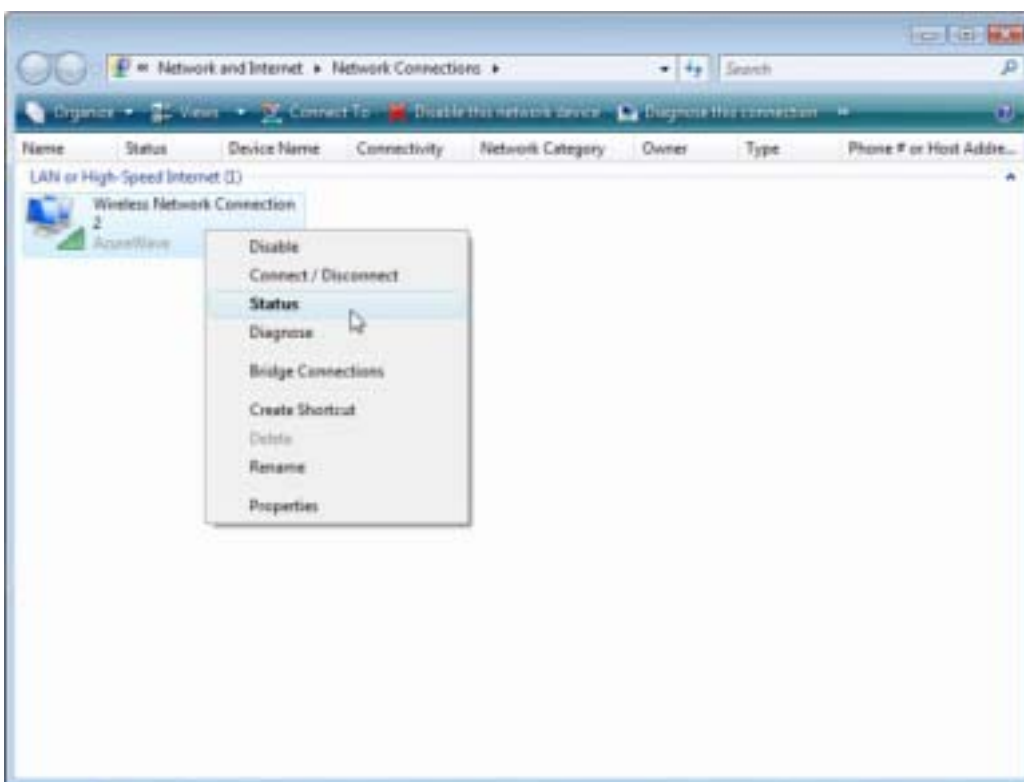 « Network and Internet ▸ Network Connections ▸
Search
Organize Views Connect To Disable this network device Diagnose this connection »
Name Status Device Name Connectivity Network Category Owner Type Phone # or Host Addre...
LAN or High-Speed Internet (1)
Wireless Network Connection
2
AzureWave
Disable
Connect / Disconnect
Status
Diagnose
Bridge Connections
Create Shortcut
Delete
Rename
Properties